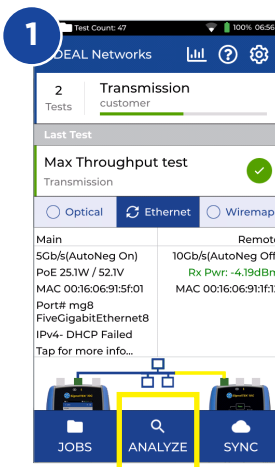 1
Test Count: 47
100% 06:56
DEAL Networks
2
Tests
Transmission
customer
Last Test
Max Throughput test
Transmission
Optical
Ethernet
Wiremap
Main
Remote
5Gb/s(AutoNeg On)
10Gb/s(AutoNeg Off
PoE 25.1W / 52.1V
Rx Pwr: -4.19dBm
MAC 00:16:06:91:5f:01
MAC 00:16:06:91:1f:12
Port# mg8
FiveGigabitEthernet8
IPv4- DHCP Failed
Tap for more info...
JOBS
ANALYZE
SYNC